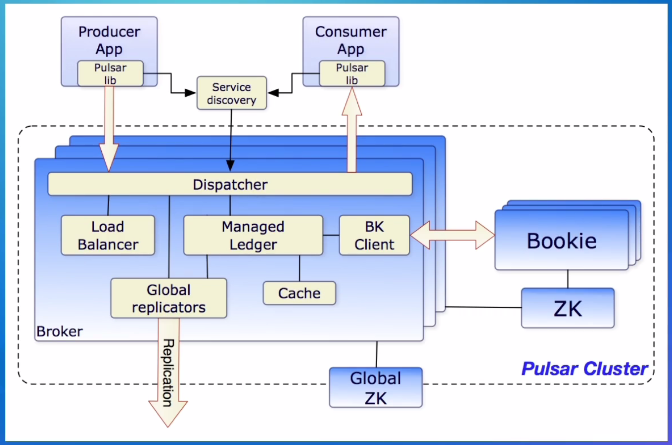 Producer
App
Pulsar
lib
Consumer
App
Pulsar
lib
Service
discovery
Dispatcher
Load
Balancer
Managed
Ledger
BK
Client
Bookie
Global
replicators
Cache
ZK
Broker
Replication
Global
ZK
Pulsar Cluster